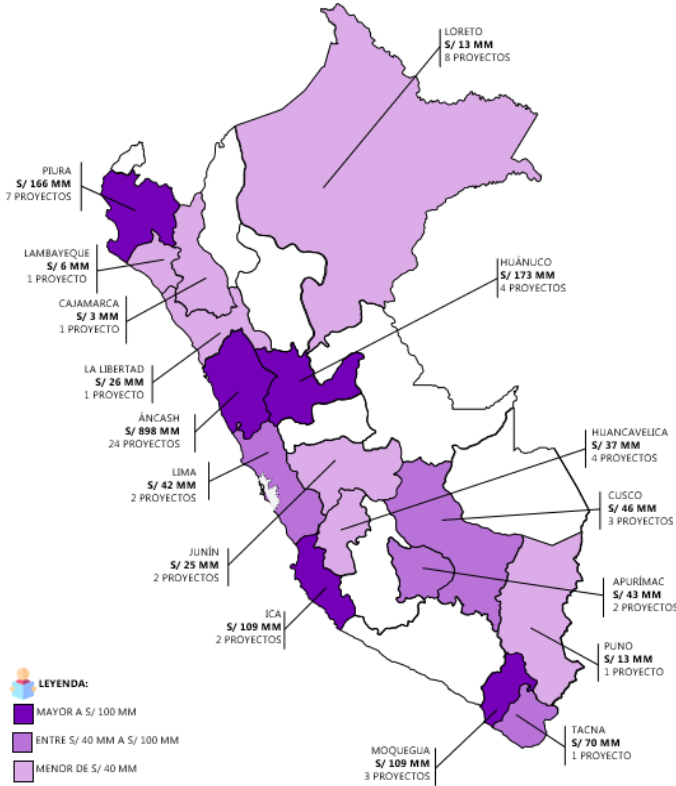 LORETO
S/ 13 MM
8 PROYECTOS
PIURA
S/ 166 MM
7 PROYECTOS
LAMBAYEQUE
S/ 6 MM
1 PROYECTO
CAJAMARCA
S/ 3 MM
1 PROYECTO
HUÁNUCO
S/ 173 MM
4 PROYECTOS
LA LIBERTAD
S/ 26 MM
1 PROYECTO
ÁNCASH
S/ 898 MM
24 PROYECTOS
HUANCAVELICA
S/ 37 MM
4 PROYECTOS
LIMA
S/ 42 MM
2 PROYECTOS
CUSCO
S/ 46 MM
3 PROYECTOS
JUNÍN
S/ 25 MM
2 PROYECTOS
APURÍMAC
S/ 43 MM
2 PROYECTOS
ICA
S/ 109 MM
2 PROYECTOS
PUNO
S/ 13 MM
1 PROYECTO
TACNA
S/ 70 MM
1 PROYECTO
MOQUEGUA
S/ 109 MM
3 PROYECTOS
LEYENDA:
MAYOR A S/ 100 MM
ENTRE S/ 40 MM A S/ 100 MM
MENOR DE S/ 40 MM